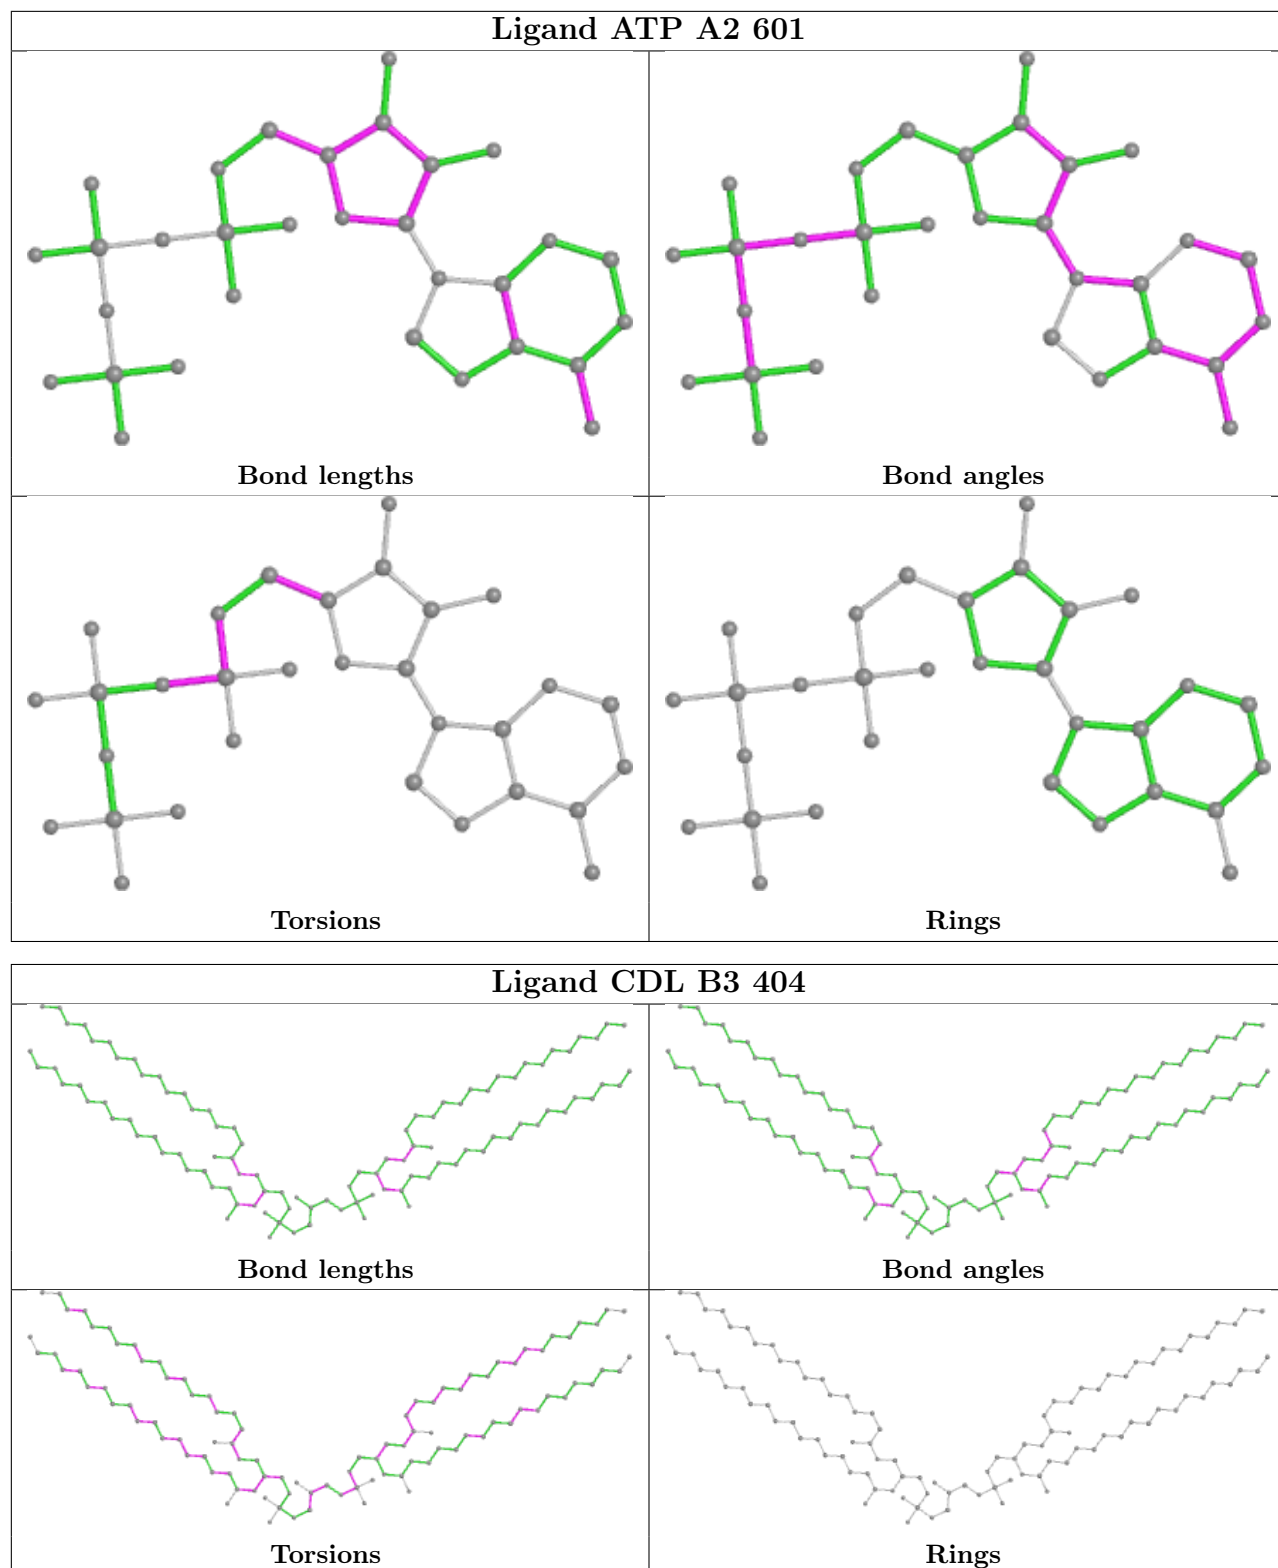 Ligand ATP A2 601
Bond lengths
Bond angles
Torsions
Rings
Ligand CDL B3 404
Bond lengths
Bond angles
Torsions
Rings